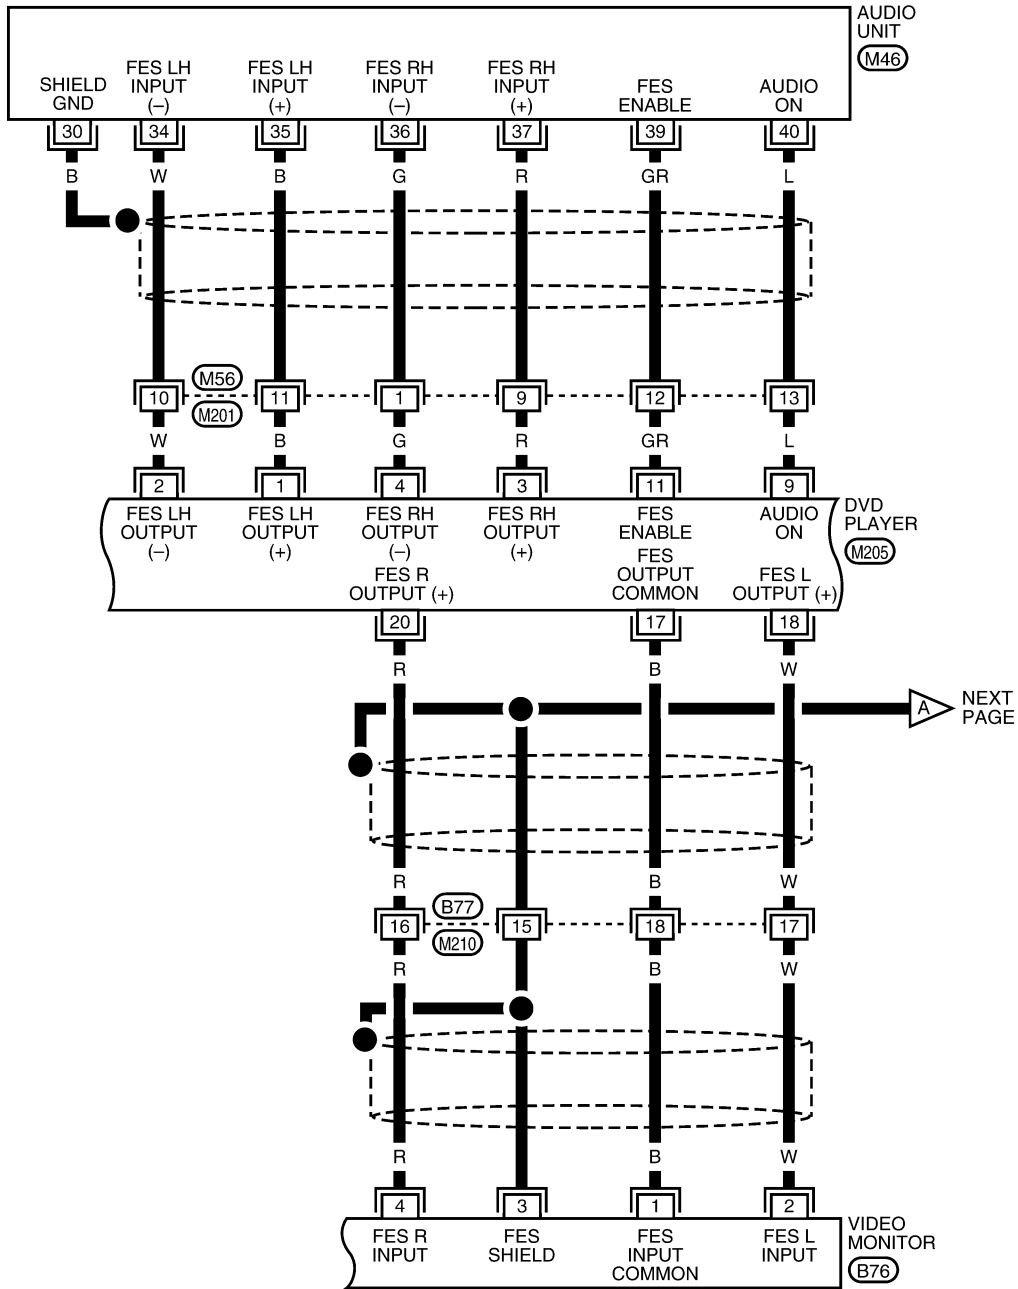 AUDIO
UNIT
M46
SHIELD
GND
FES LH
INPUT
(–)
FES LH
INPUT
(+)
FES RH
INPUT
(–)
FES RH
INPUT
(+)
FES
ENABLE
AUDIO
ON
30 34 35 36 37 39 40
B W B G R GR L
M56
10 11 1 9 12 13
M201
W B G R GR L
2 1 4 3 11 9
DVD
PLAYER
M205
FES LH
OUTPUT
(–)
FES LH
OUTPUT
(+)
FES RH
OUTPUT
(–)
FES RH
OUTPUT
(+)
FES
ENABLE
AUDIO
ON
FES R
OUTPUT (+)
FES
OUTPUT
COMMON
FES L
OUTPUT (+)
20 17 18
R B W
A
NEXT
PAGE
R B W
B77
16 15 18 17
M210
R B W
R B W
4 3 1 2
FES R
INPUT
FES
SHIELD
FES
INPUT
COMMON
FES L
INPUT
VIDEO
MONITOR
B76